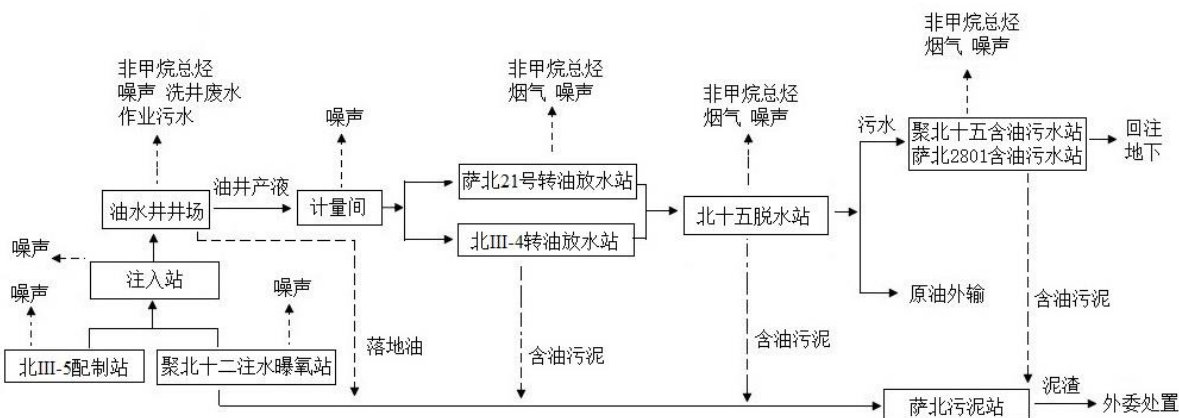 非甲烷总烃
噪声 洗井废水
作业污水
噪声
非甲烷总烃
烟气 噪声
非甲烷总烃
烟气 噪声
非甲烷总烃
烟气 噪声
污水
聚北十五含油污水站
萨北2801含油污水站
回注
地下
油水井井场
油井产液
计量间
萨北21号转油放水站
北III-4转油放水站
北十五脱水站
噪声
注入站
噪声
噪声
原油外输
北III-5配制站
聚北十二注水曝氧站
落地油
含油污泥
含油污泥
含油污泥
萨北污泥站
泥渣
外委处置